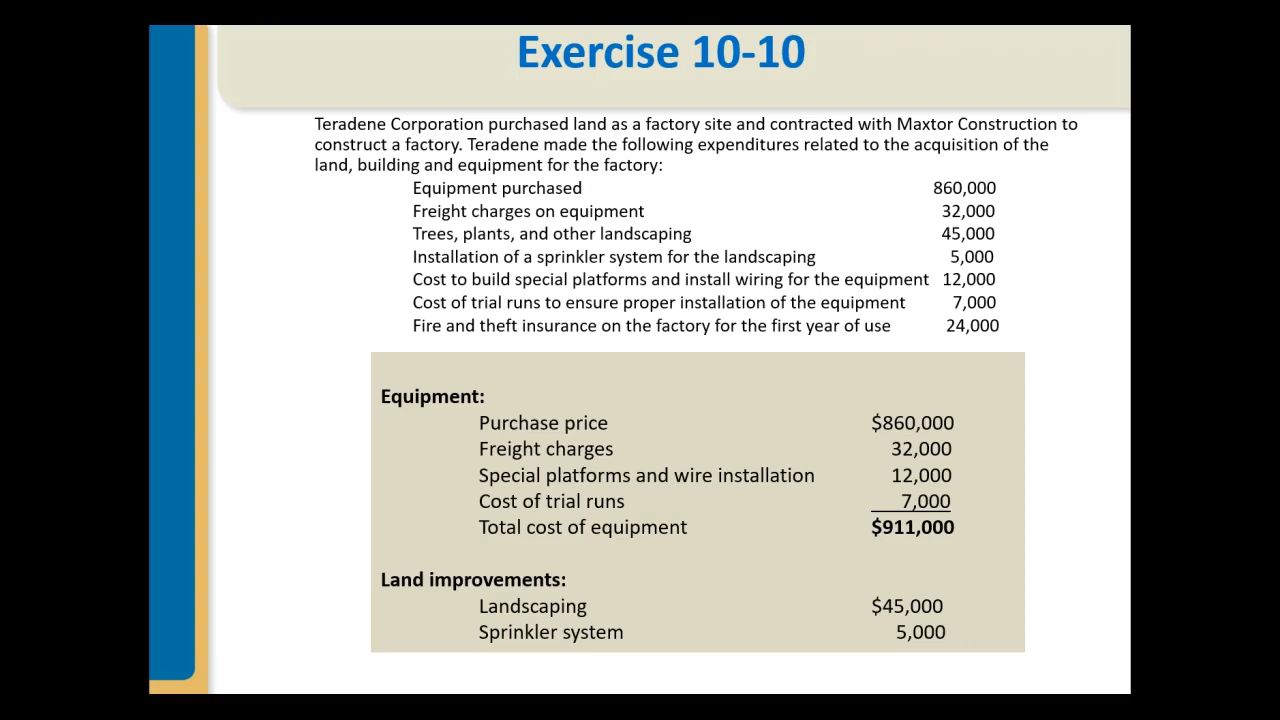 Exercise 10-10
Teradene Corporation purchased land as a factory site and contracted with Maxtor Construction to
construct a factory. Teradene made the following expenditures related to the acquisition of the
land, building and equipment for the factory:
Equipment purchased 860,000
Freight charges on equipment 32,000
Trees, plants, and other landscaping 45,000
Installation of a sprinkler system for the landscaping 5,000
Cost to build special platforms and install wiring for the equipment 12,000
Cost of trial runs to ensure proper installation of the equipment 7,000
Fire and theft insurance on the factory for the first year of use 24,000
Equipment:
Purchase price $860,000
Freight charges 32,000
Special platforms and wire installation 12,000
Cost of trial runs 7,000
Total cost of equipment $911,000
Land improvements:
Landscaping $45,000
Sprinkler system 5,000